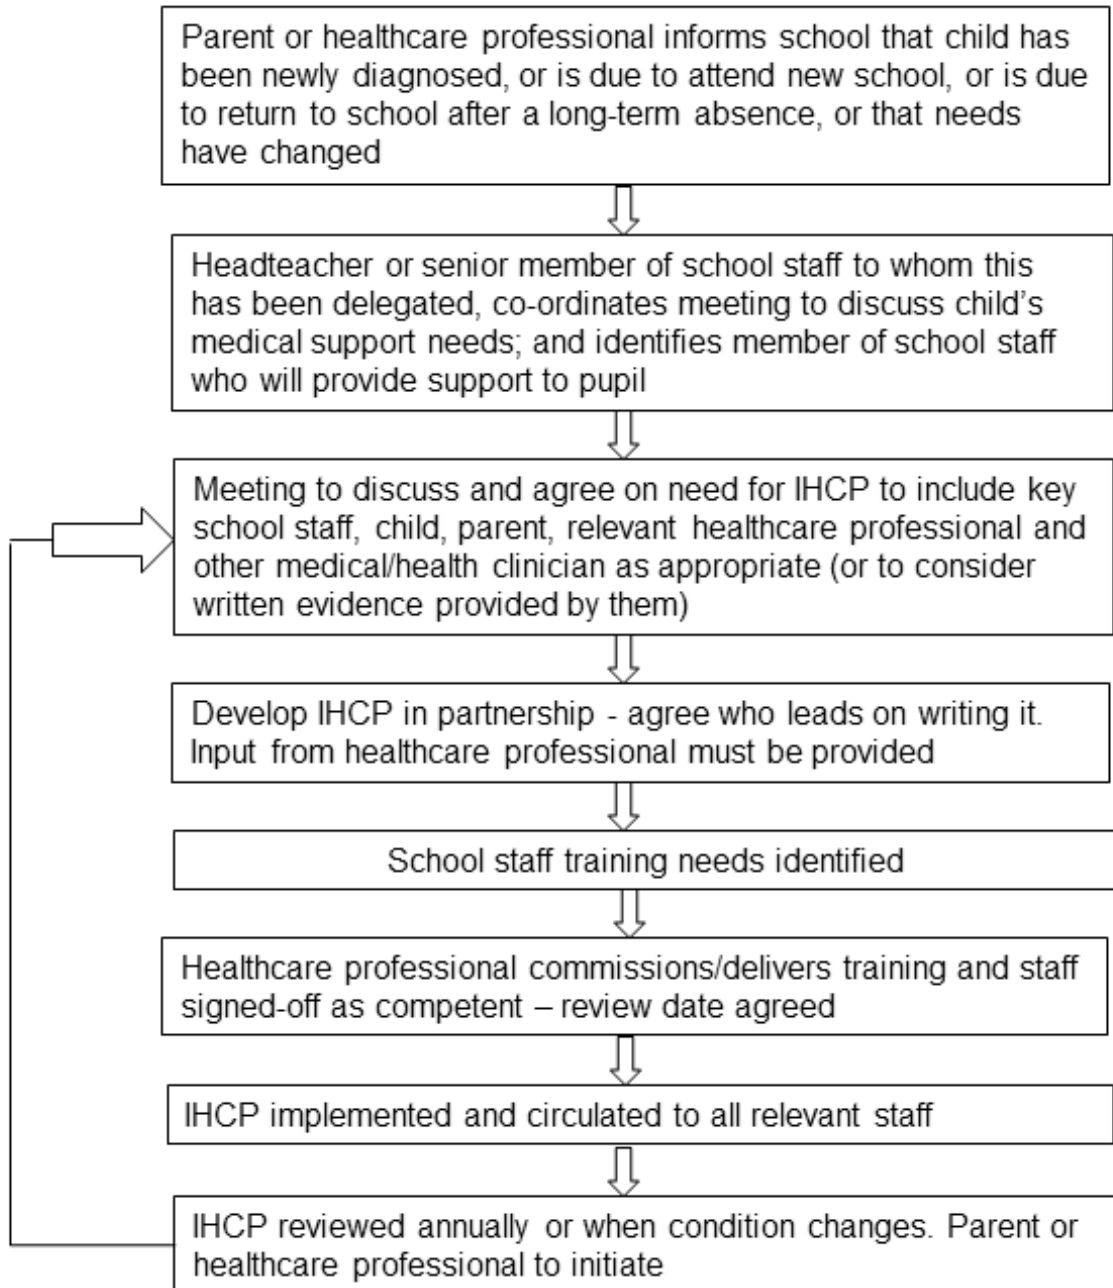 Parent or healthcare professional informs school that child has
been newly diagnosed, or is due to attend new school, or is due
to return to school after a long-term absence, or that needs
have changed
Headteacher or senior member of school staff to whom this
has been delegated, co-ordinates meeting to discuss child's
medical support needs; and identifies member of school staff
who will provide support to pupil
Meeting to discuss and agree on need for IHCP to include key
school staff, child, parent, relevant healthcare professional and
other medical/health clinician as appropriate (or to consider
written evidence provided by them)
Develop IHCP in partnership - agree who leads on writing it.
Input from healthcare professional must be provided
School staff training needs identified
Healthcare professional commissions/delivers training and staff
signed-off as competent – review date agreed
IHCP implemented and circulated to all relevant staff
IHCP reviewed annually or when condition changes. Parent or
healthcare professional to initiate